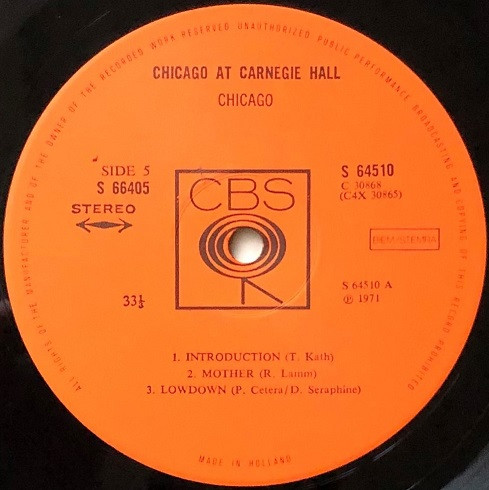 ALL RIGHTS OF THE MANUFACTURER AND OF THE OWNER OF THE RECORDED WORK RESERVED UNAUTHORIZED PUBLIC PERFORMANCE BROADCASTING AND COPYING OF THIS RECORD PROHIBITED
CHICAGO AT CARNEGIE HALL
CHICAGO
SIDE 5
S 66405
STEREO
S 64510
C 30868
(C4X 30865)
CBS
BIEM/STEMRA
33⅓
S 64510 A
℗ 1971
1. INTRODUCTION (T. Kath)
2. MOTHER (R. Lamm)
3. LOWDOWN (P. Cetera/D. Seraphine)
MADE IN HOLLAND